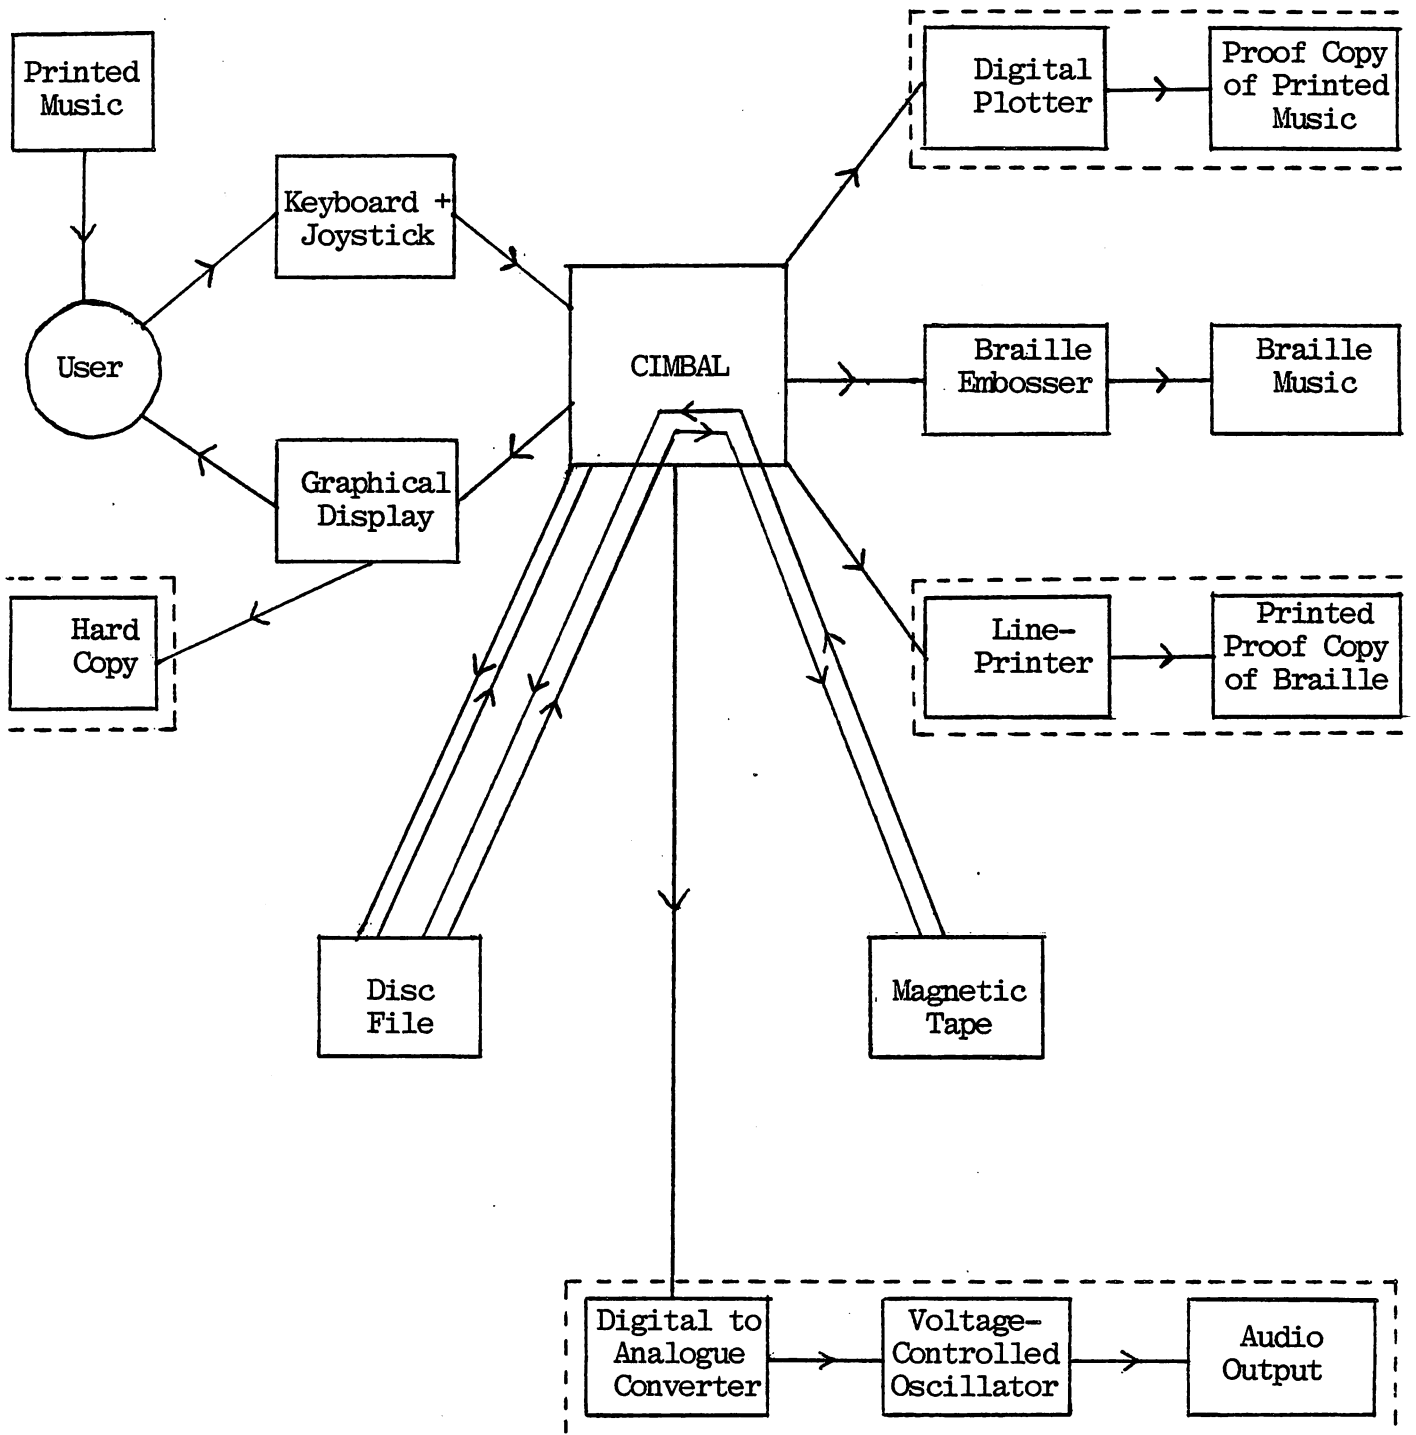 Printed
Music
Digital
Plotter
Proof Copy
of Printed
Music
Keyboard +
Joystick
User
CIMBAL
Braille
Embosser
Braille
Music
Graphical
Display
Hard
Copy
Line-
Printer
Printed
Proof Copy
of Braille
Disc
File
Magnetic
Tape
Digital to
Analogue
Converter
Voltage-
Controlled
Oscillator
Audio
Output